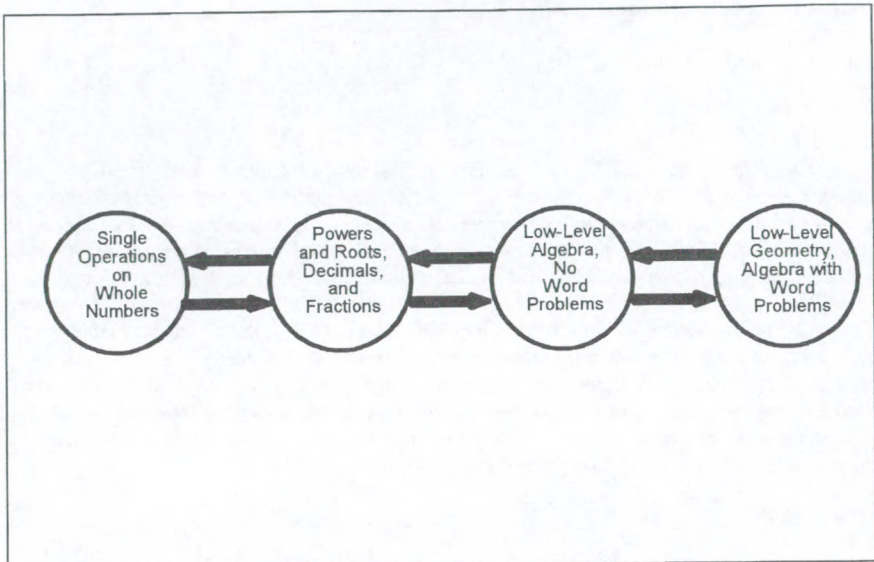 Single
Operations
on
Whole
Numbers
Powers
and Roots,
Decimals,
and
Fractions
Low-Level
Algebra,
No
Word
Problems
Low-Level
Geometry,
Algebra with
Word
Problems